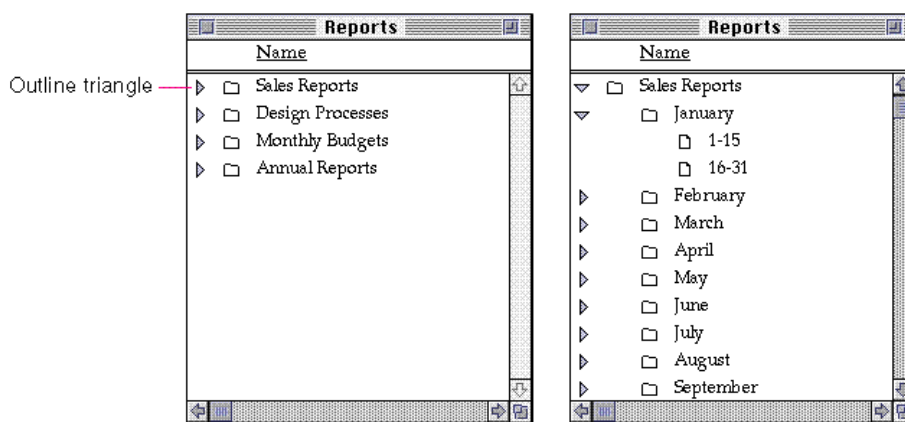 Reports
Name
Outline triangle
Sales Reports
Design Processes
Monthly Budgets
Annual Reports
Reports
Name
Sales Reports
January
1-15
16-31
February
March
April
May
June
July
August
September